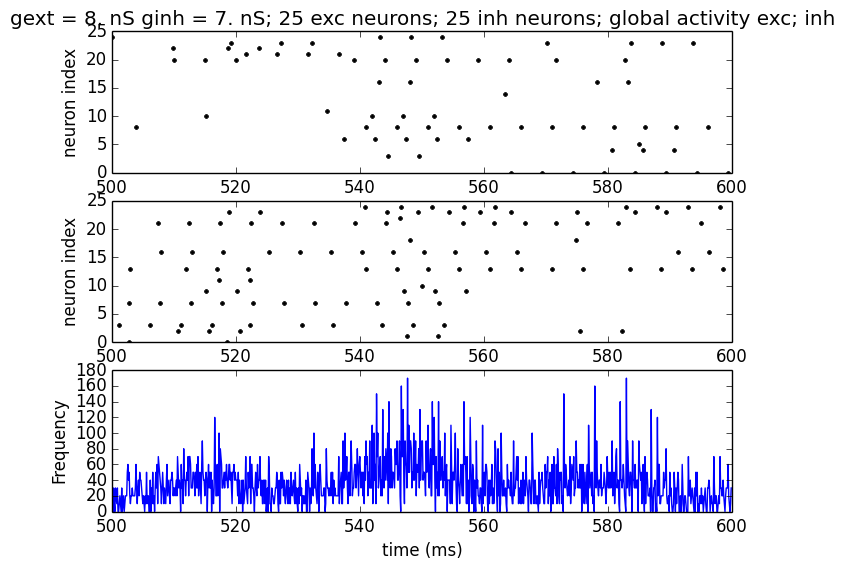 gext = 8. nS ginh = 7. nS; 25 exc neurons; 25 inh neurons; global activity exc; inh
25
20
15
10
5
0
neuron index
500 520 540 560 580 600
25
20
15
10
5
0
neuron index
500 520 540 560 580 600
180
160
140
120
100
80
60
40
20
0
Frequency
500 520 540 560 580 600
time (ms)